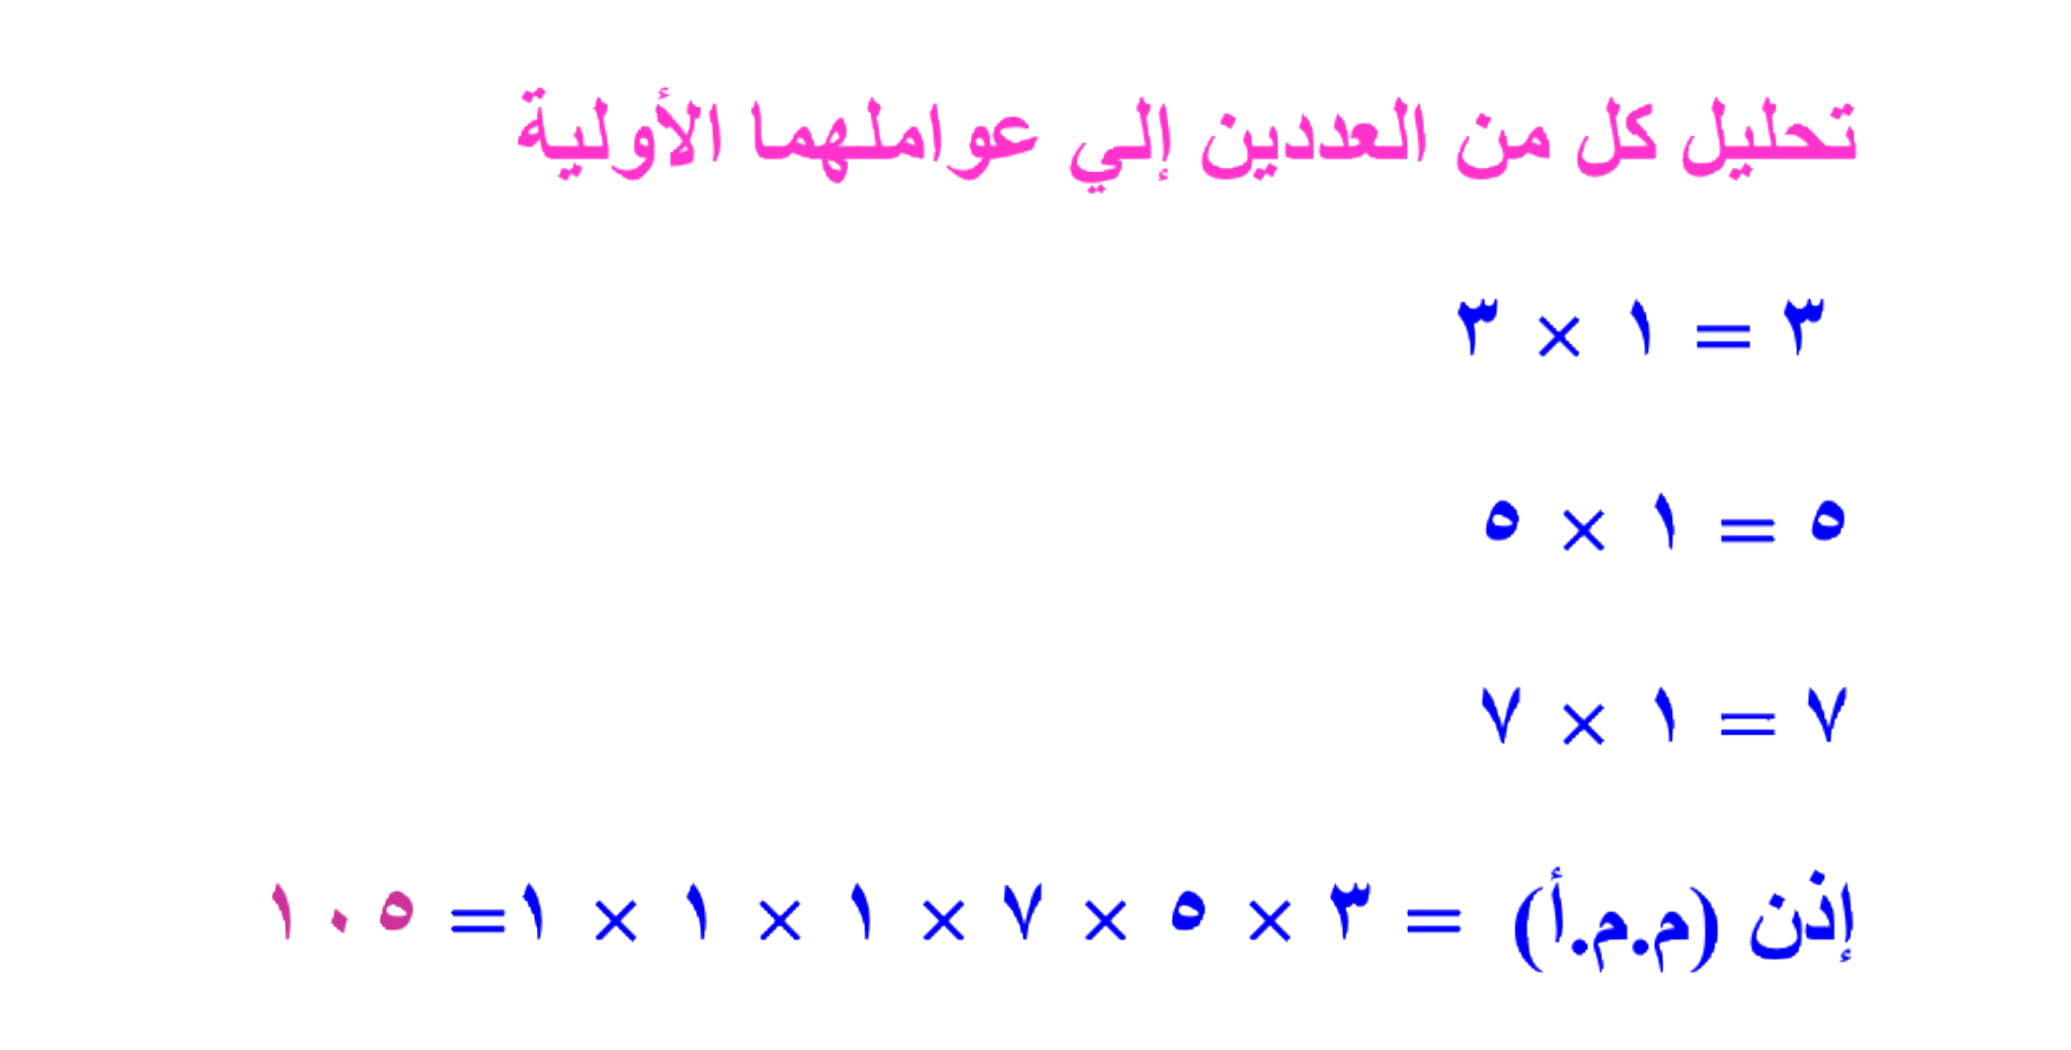 تحليل كل من العددين إلي عواملهما الأولية
٣ = ١ × ٣
٥ = ١ × ٥
٧ = ١ × ٧
إذن (م.م.أ) = ٣ × ٥ × ٧ × ١ × ١ × ١= ١٠٥